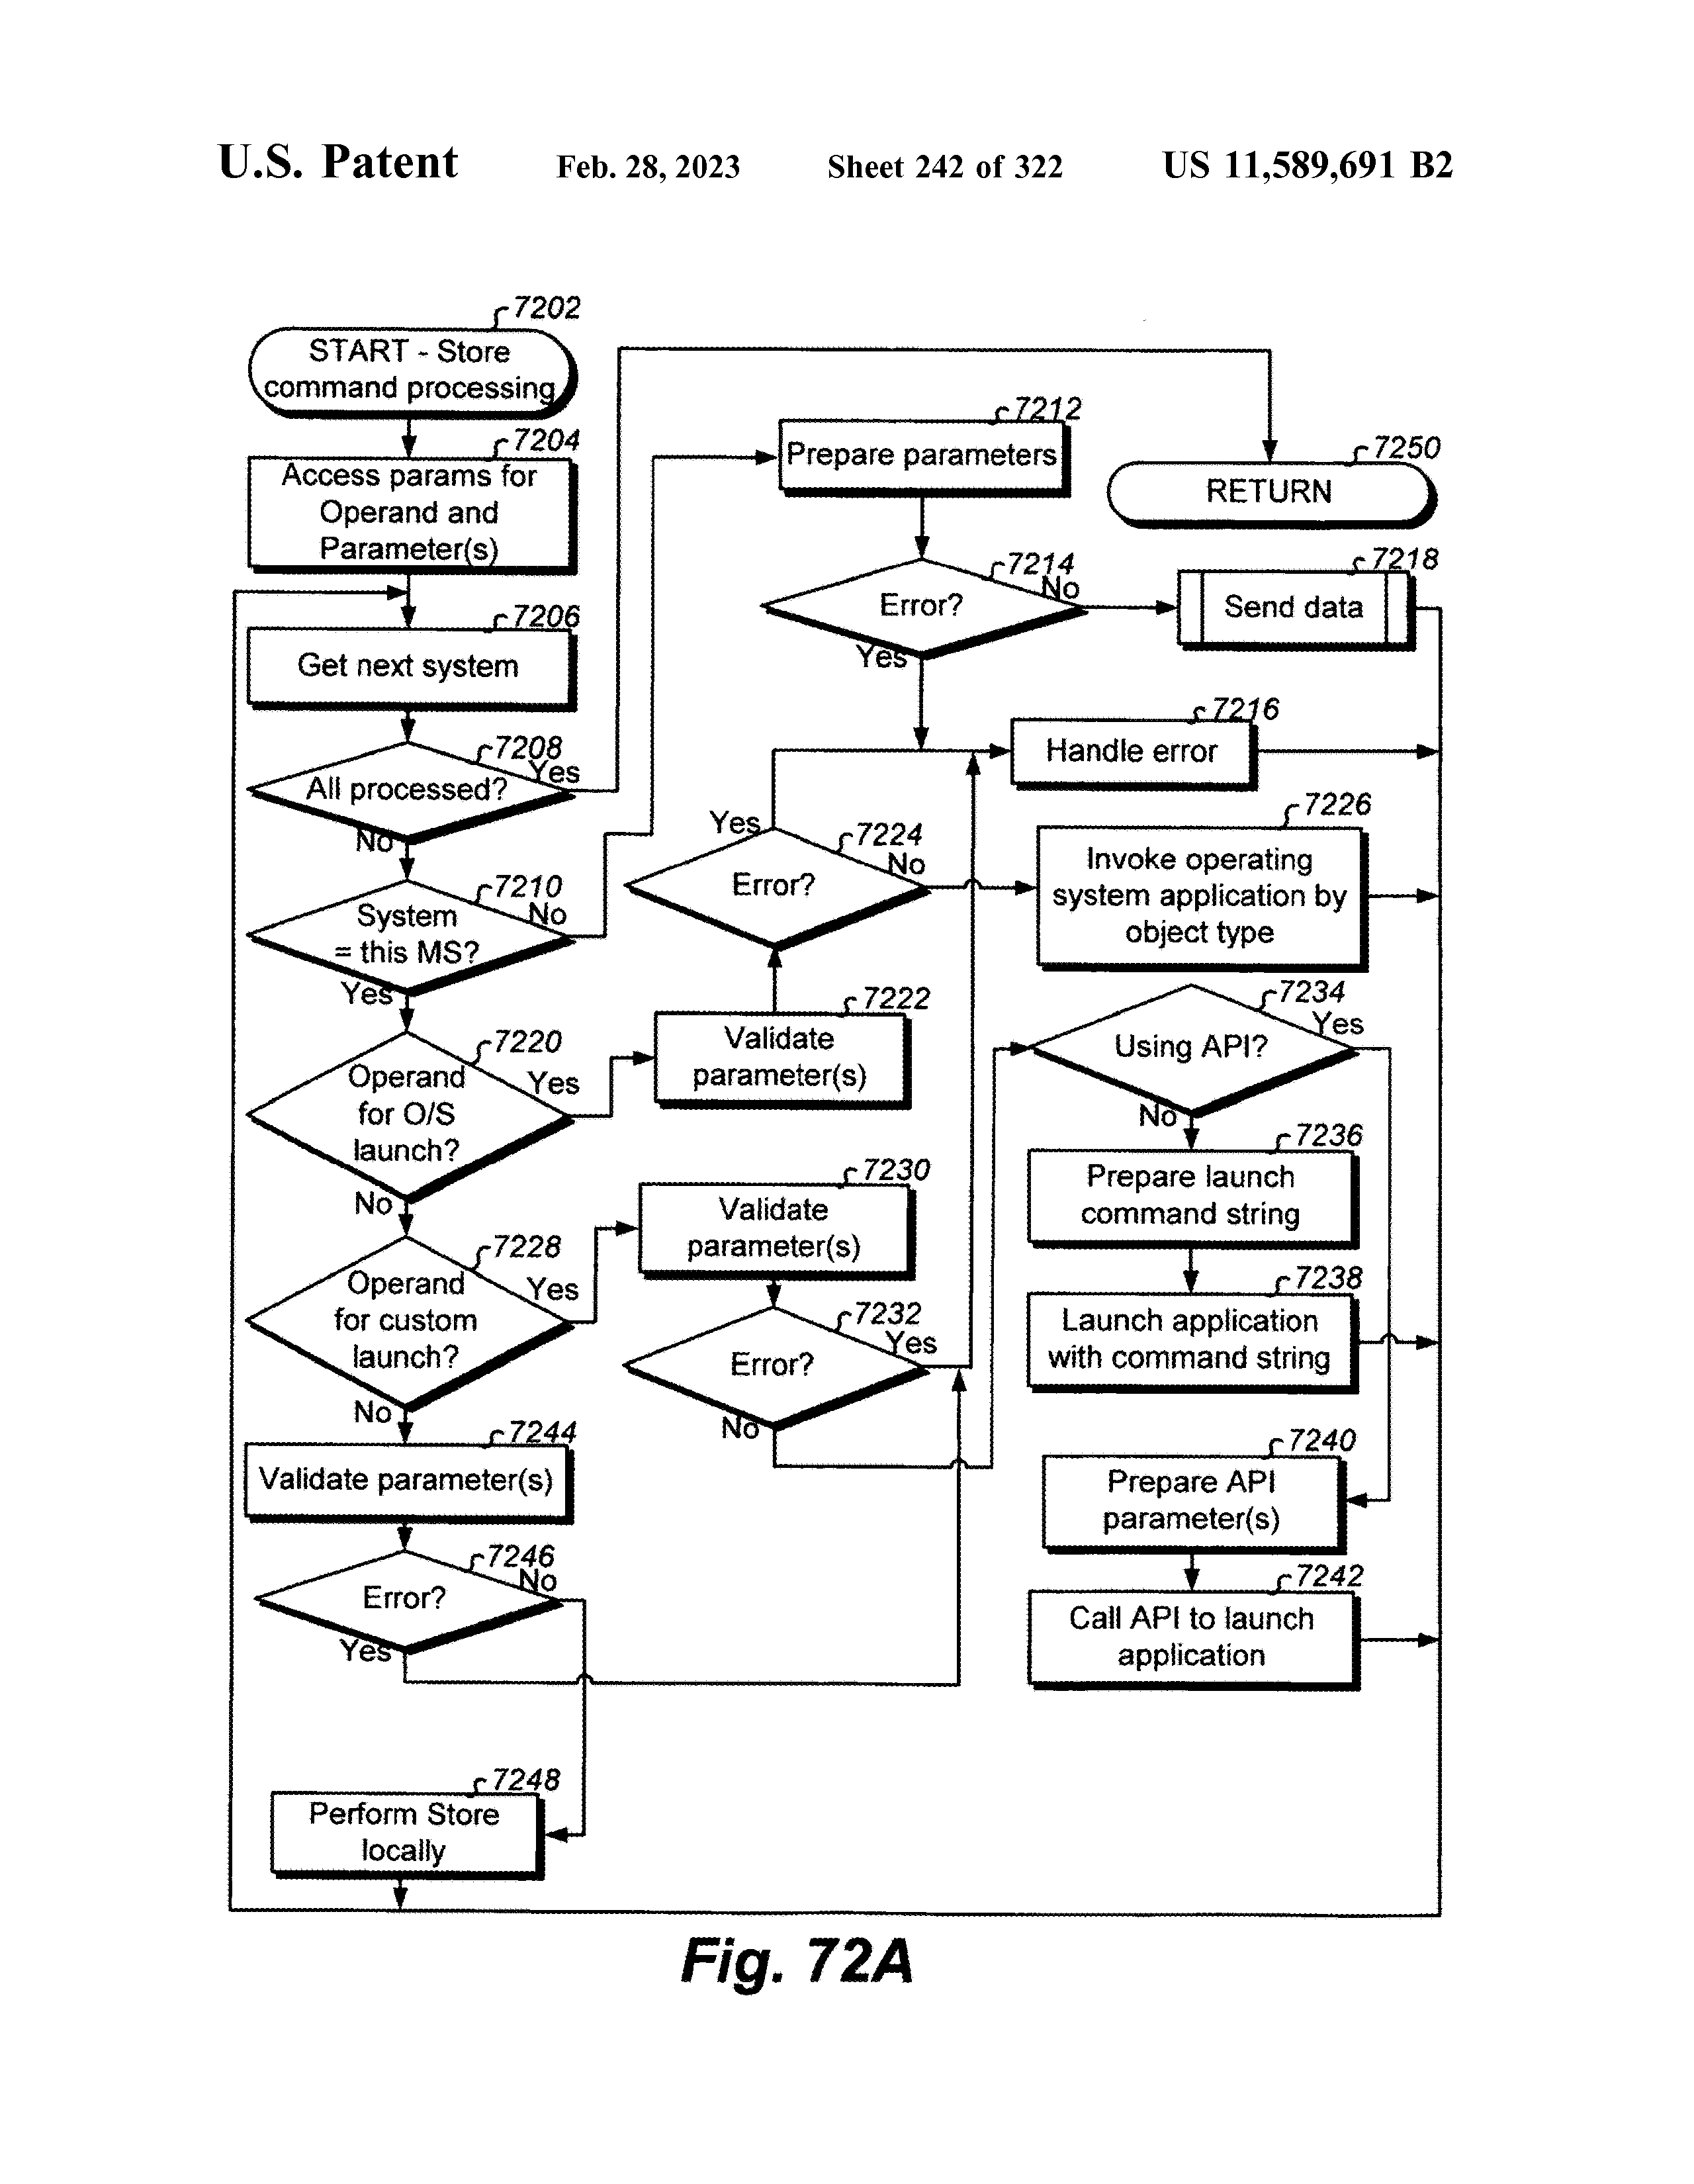 U.S. Patent Feb. 28, 2023 Sheet 242 of 322 US 11,589,691 B2
7202
START - Store
command processing
7204
Access params for
Operand and
Parameter(s)
7206
Get next system
7208
All processed?
Yes
No
7210
System
= this MS?
No
Yes
7220
Operand
for O/S
launch?
Yes
No
7228
Operand
for custom
launch?
Yes
No
7244
Validate parameter(s)
7246
Error?
No
Yes
7248
Perform Store
locally
7212
Prepare parameters
7214
Error?
No
Yes
7224
Error?
Yes
No
7222
Validate
parameter(s)
7230
Validate
parameter(s)
7232
Error?
Yes
No
7250
RETURN
7218
Send data
7216
Handle error
7226
Invoke operating
system application by
object type
7234
Using API?
Yes
No
7236
Prepare launch
command string
7238
Launch application
with command string
7240
Prepare API
parameter(s)
7242
Call API to launch
application
Fig. 72A